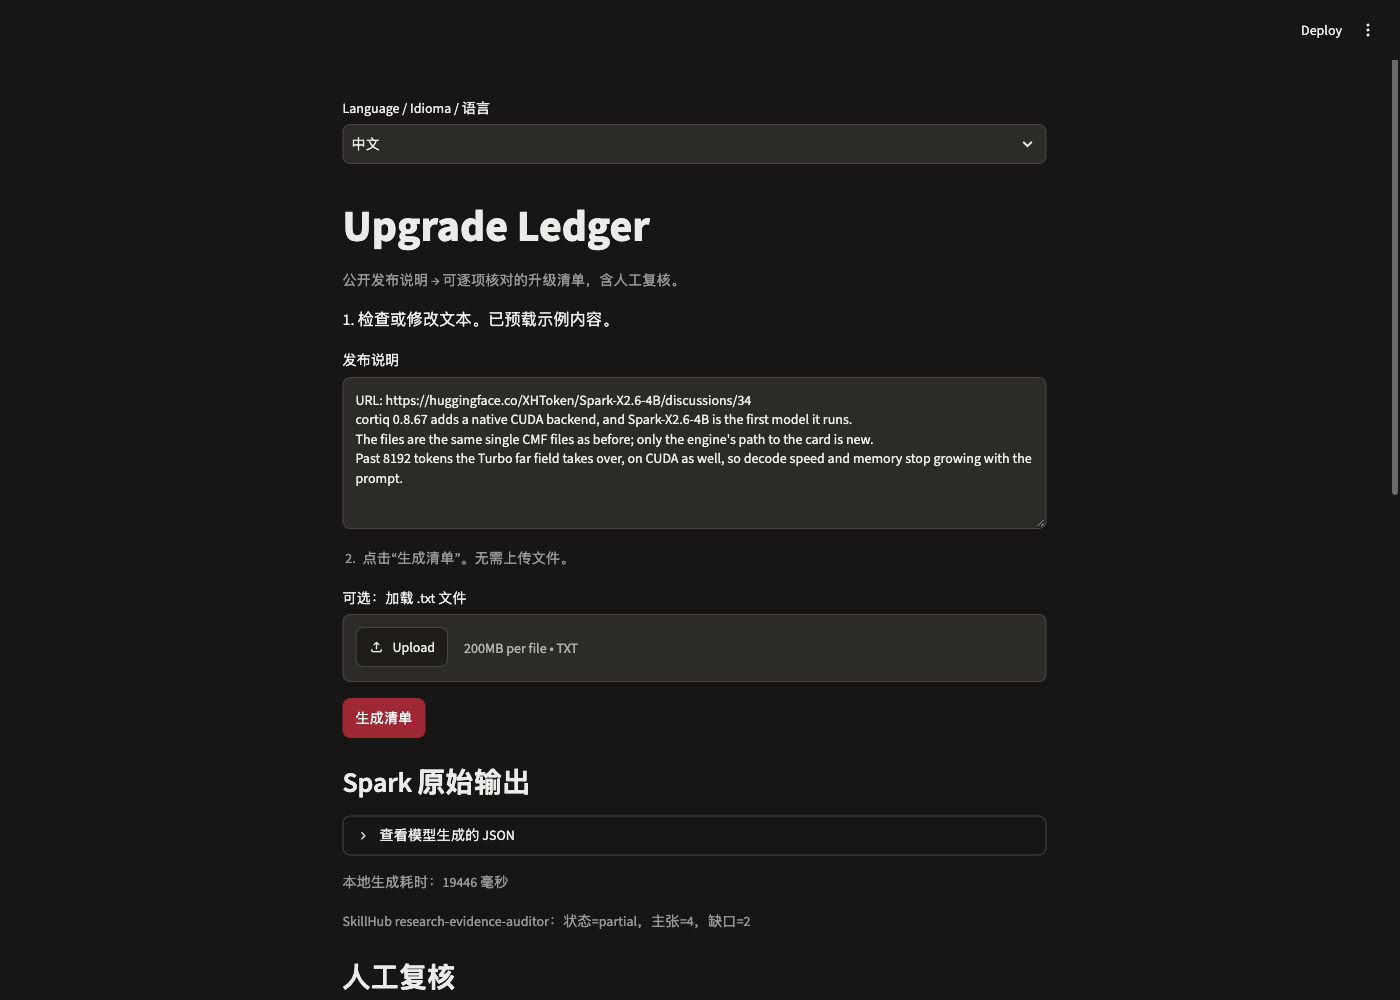 Deploy
Language / Idioma / 语言
中文
Upgrade Ledger
公开发布说明 → 可逐项核对的升级清单，含人工复核。
1. 检查或修改文本。已预载示例内容。
发布说明
URL: https://huggingface.co/XHToken/Spark-X2.6-4B/discussions/34
cortiq 0.8.67 adds a native CUDA backend, and Spark-X2.6-4B is the first model it runs.
The files are the same single CMF files as before; only the engine's path to the card is new.
Past 8192 tokens the Turbo far field takes over, on CUDA as well, so decode speed and memory stop growing with the
prompt.
2. 点击“生成清单”。无需上传文件。
可选：加载 .txt 文件
Upload
200MB per file • TXT
生成清单
Spark 原始输出
查看模型生成的 JSON
本地生成耗时：19446 毫秒
SkillHub research-evidence-auditor：状态=partial，主张=4，缺口=2
人工复核